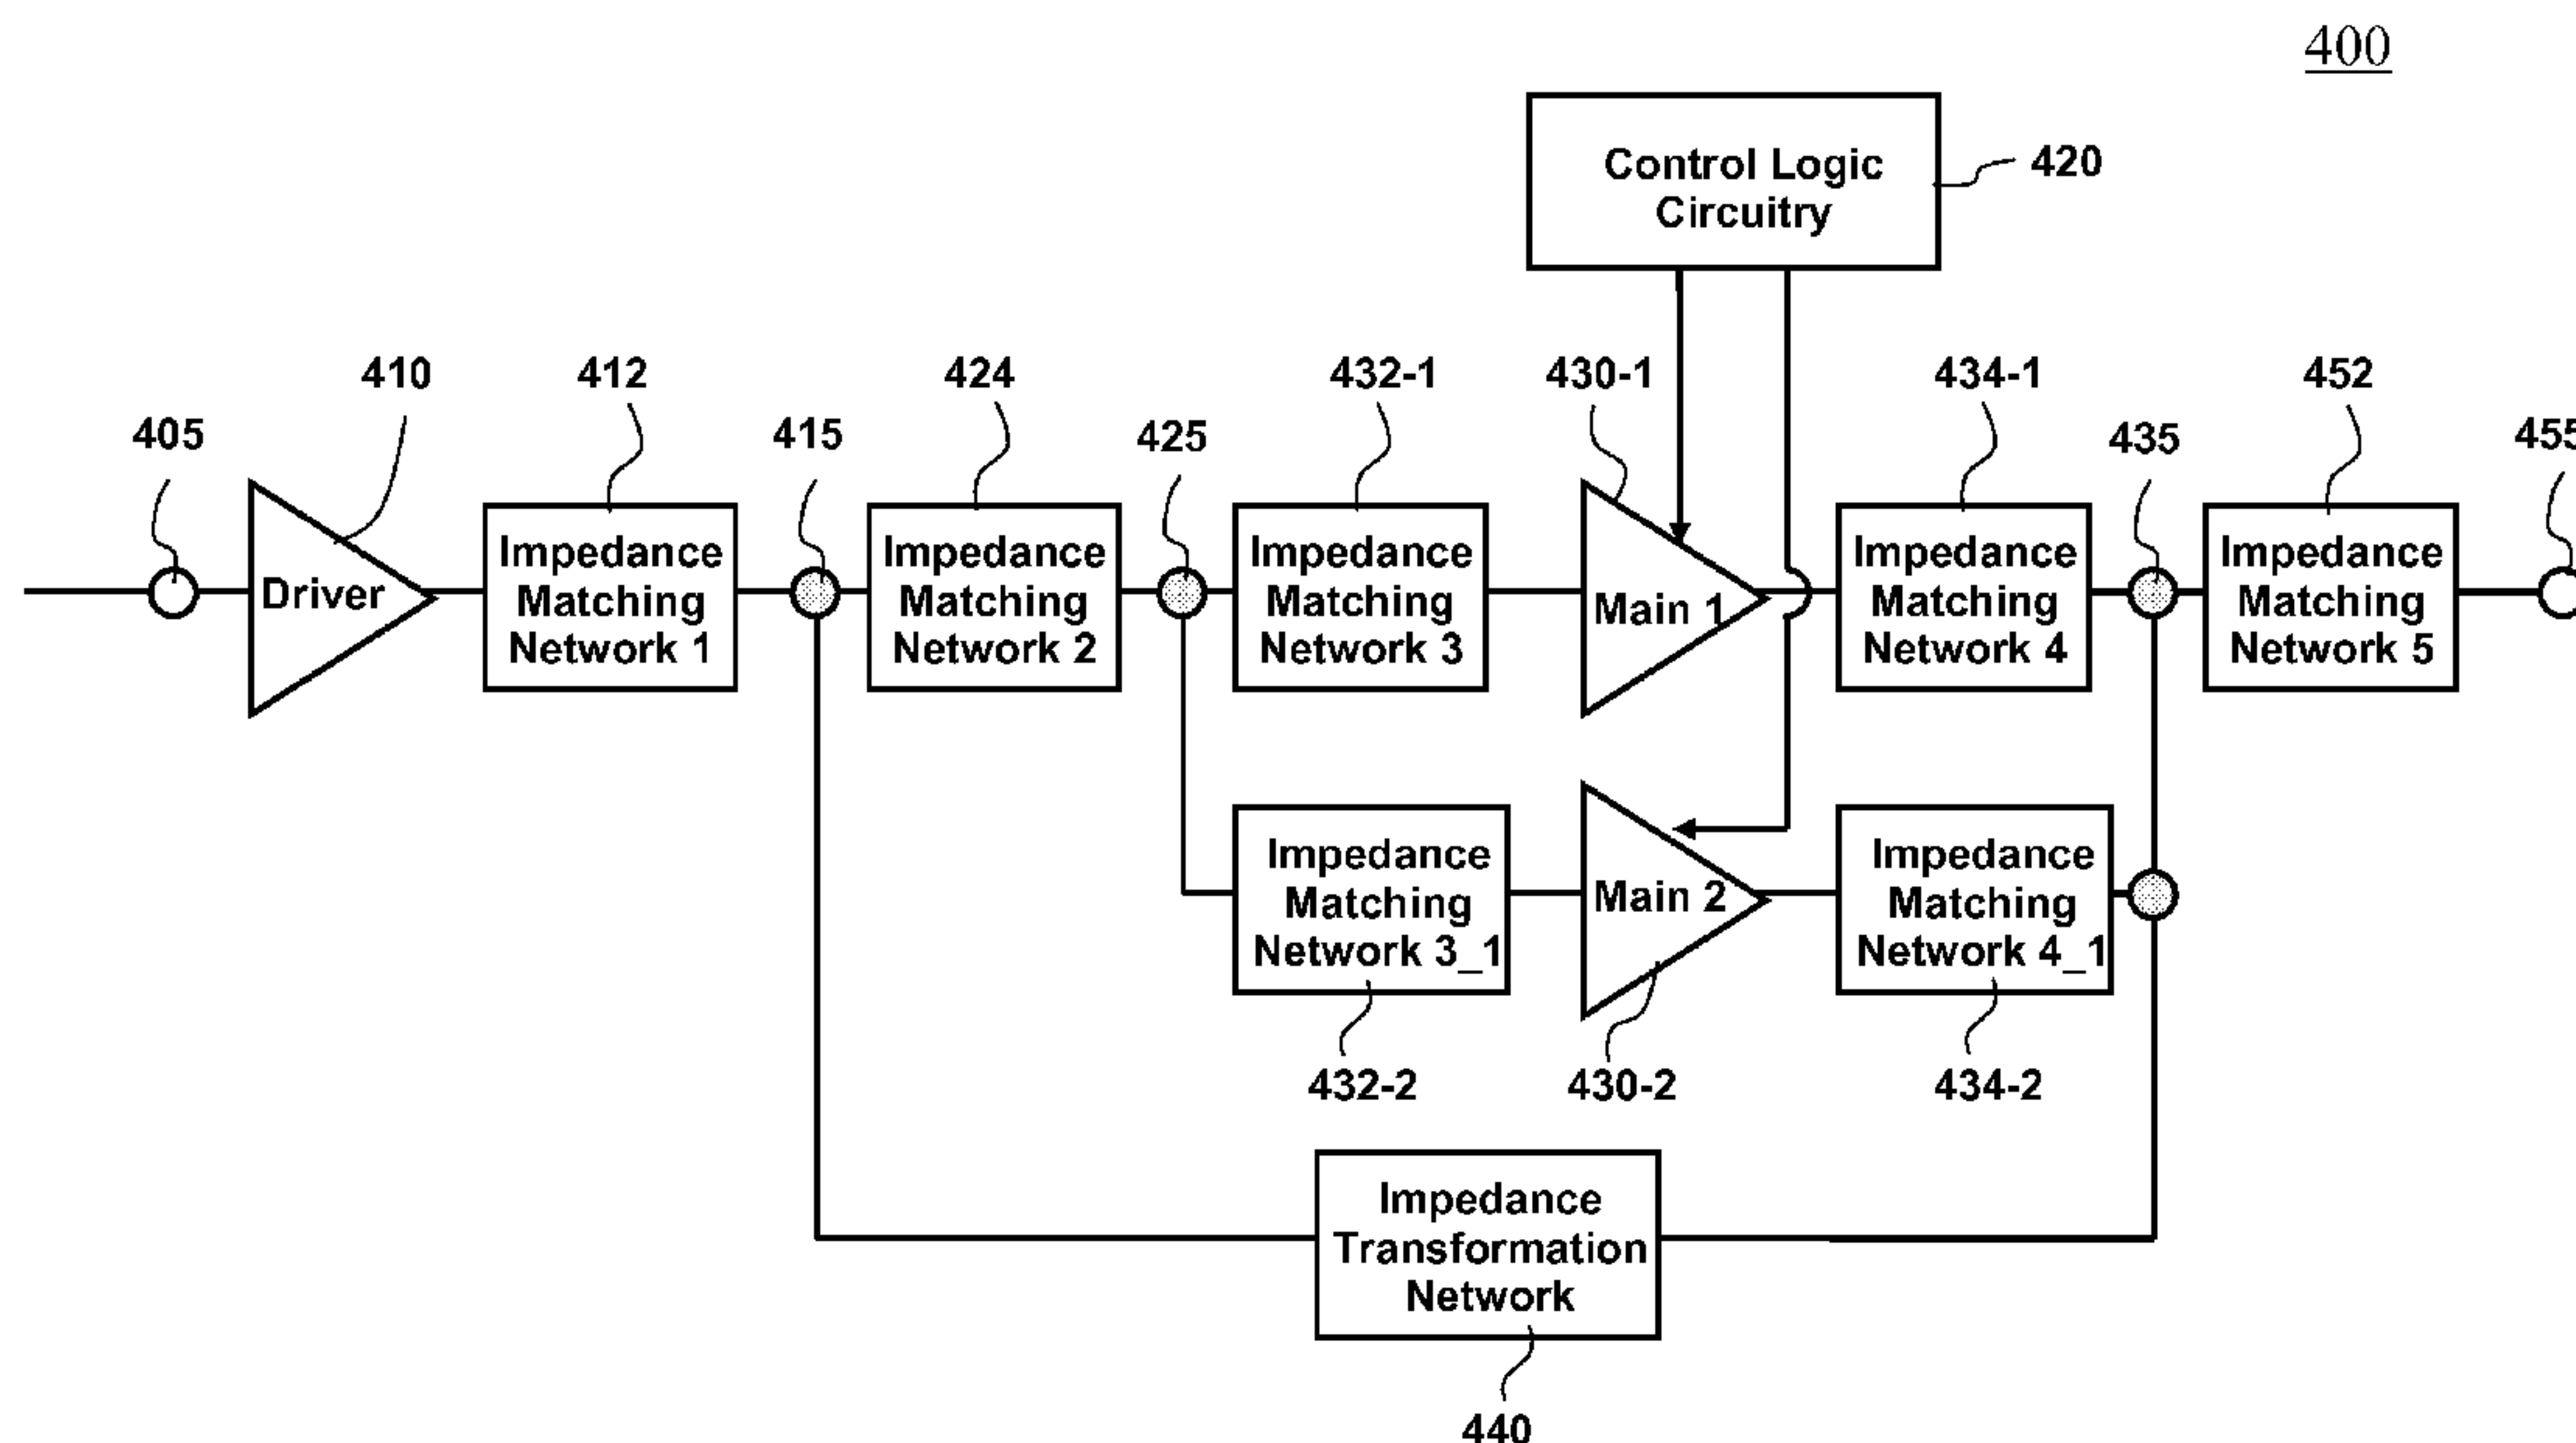 400
Control Logic
Circuitry
420
410
412
424
432-1
430-1
434-1
452
405
415
425
435
455
Driver
Impedance
Matching
Network 1
Impedance
Matching
Network 2
Impedance
Matching
Network 3
Main 1
Impedance
Matching
Network 4
Impedance
Matching
Network 5
Impedance
Matching
Network 3_1
Main 2
Impedance
Matching
Network 4_1
432-2
430-2
434-2
Impedance
Transformation
Network
440